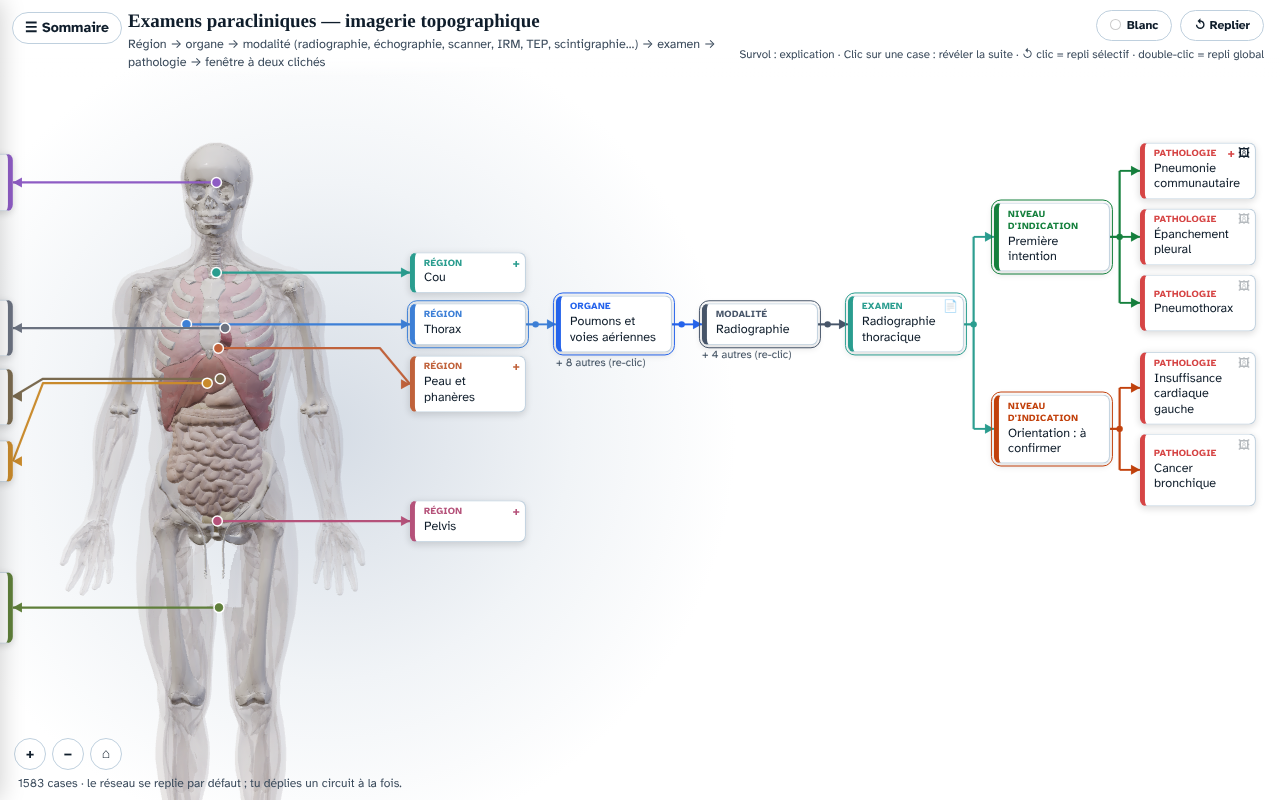 ☰ Sommaire
Examens paracliniques — imagerie topographique
Région → organe → modalité (radiographie, échographie, scanner, IRM, TEP, scintigraphie…) → examen →
pathologie → fenêtre à deux clichés
Blanc
↺ Replier
Survol : explication · Clic sur une case : révéler la suite · ↺ clic = repli sélectif · double-clic = repli global
RÉGION +
Cou
RÉGION
Thorax
RÉGION +
Peau et
phanères
RÉGION +
Pelvis
ORGANE
Poumons et
voies aériennes
+ 8 autres (re-clic)
MODALITÉ
Radiographie
+ 4 autres (re-clic)
EXAMEN
Radiographie
thoracique
NIVEAU
D'INDICATION
Première
intention
NIVEAU
D'INDICATION
Orientation : à
confirmer
PATHOLOGIE +
Pneumonie
communautaire
PATHOLOGIE
Épanchement
pleural
PATHOLOGIE
Pneumothorax
PATHOLOGIE
Insuffisance
cardiaque
gauche
PATHOLOGIE
Cancer
bronchique
+ − ⌂
1583 cases · le réseau se replie par défaut ; tu déplies un circuit à la fois.